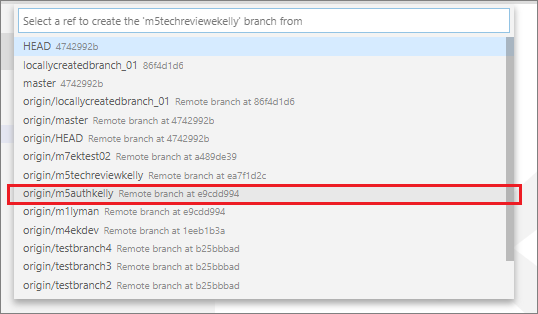 Select a ref to create the 'm5techreviewekelly' branch from
HEAD 4742992b
locallycreatedbranch_01 86f4d1d6
master 4742992b
origin/locallycreatedbranch_01 Remote branch at 86f4d1d6
origin/master Remote branch at 4742992b
origin/HEAD Remote branch at 4742992b
origin/m7ektest02 Remote branch at a489de39
origin/m5techreviewkelly Remote branch at ea7f1d2c
origin/m5authkelly Remote branch at e9cdd994
origin/m1lyman Remote branch at e9cdd994
origin/m4ekdev Remote branch at 1eeb1b3a
origin/testbranch4 Remote branch at b25bbbad
origin/testbranch3 Remote branch at b25bbbad
origin/testbranch2 Remote branch at b25bbbad